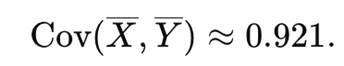 Cov(X̅, Y̅) ≈ 0.921.